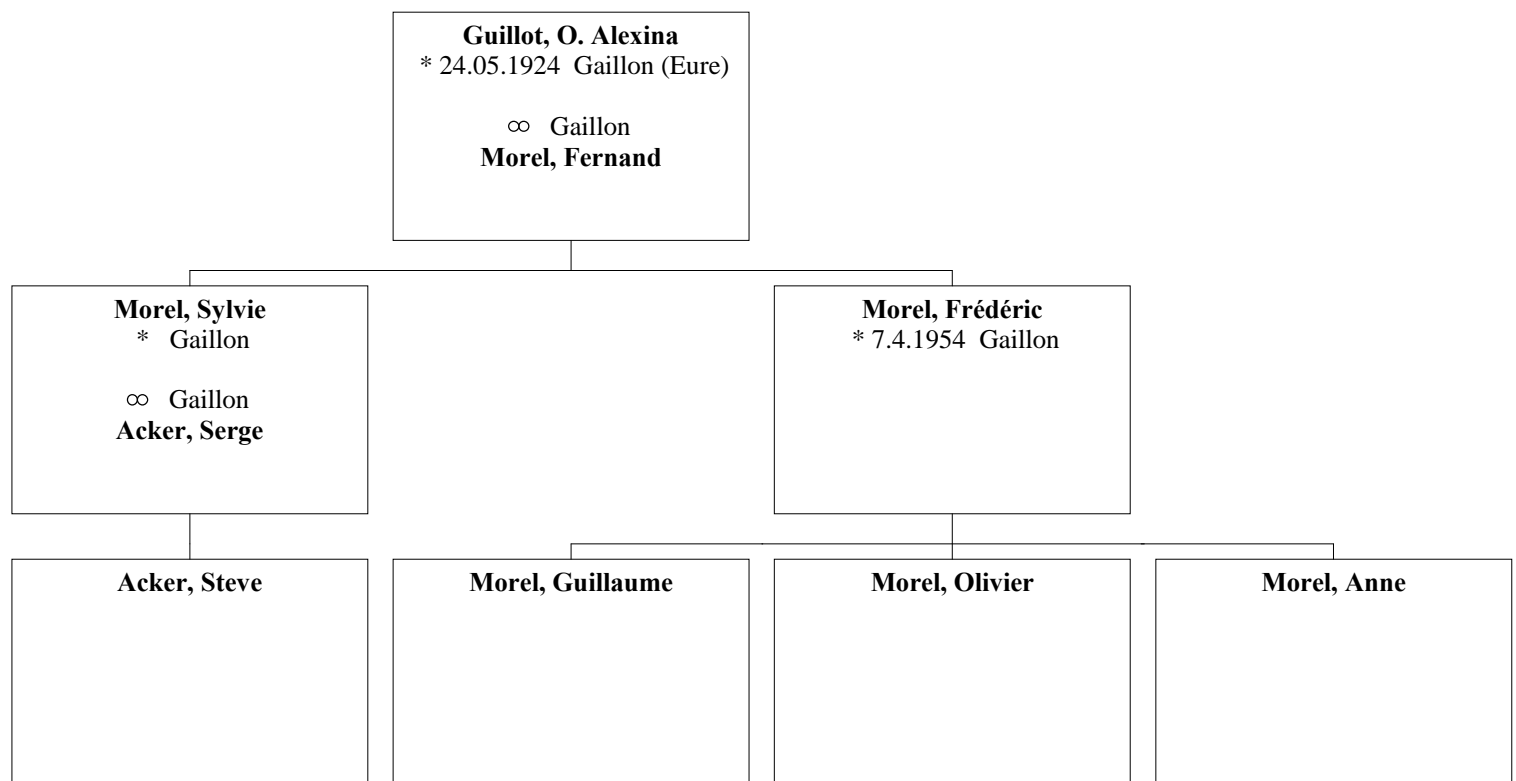 Guillot, O. Alexina
* 24.05.1924 Gaillon (Eure)
∞ Gaillon
Morel, Fernand
Morel, Sylvie
* Gaillon
∞ Gaillon
Acker, Serge
Morel, Frédéric
* 7.4.1954 Gaillon
Acker, Steve
Morel, Guillaume
Morel, Olivier
Morel, Anne